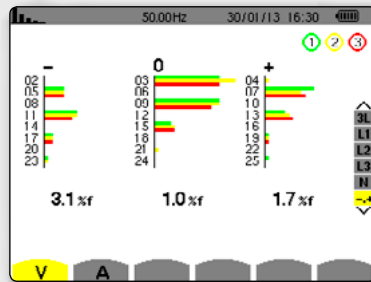 50.00Hz 30/01/13 16:30
1 2 3
- 0 +
02 03 04
05 06 07
08 09 10
11 12 13
14 15 16
17 18 19
20 21 22
23 24 25
3L
L1
L2
L3
N
-.+
3.1 %f 1.0 %f 1.7 %f
V A